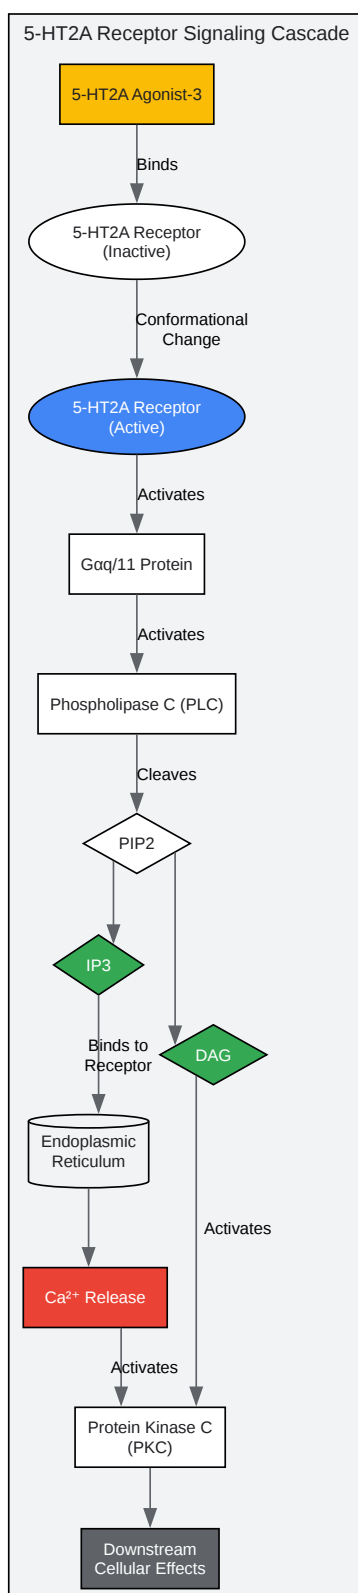 5-HT2A Receptor Signaling Cascade
5-HT2A Agonist-3
Binds
5-HT2A Receptor
(Inactive)
Conformational
Change
5-HT2A Receptor
(Active)
Activates
Gαq/11 Protein
Activates
Phospholipase C (PLC)
Cleaves
PIP2
IP3
Binds to
Receptor
DAG
Endoplasmic
Reticulum
Activates
Ca²⁺ Release
Activates
Protein Kinase C
(PKC)
Downstream
Cellular Effects